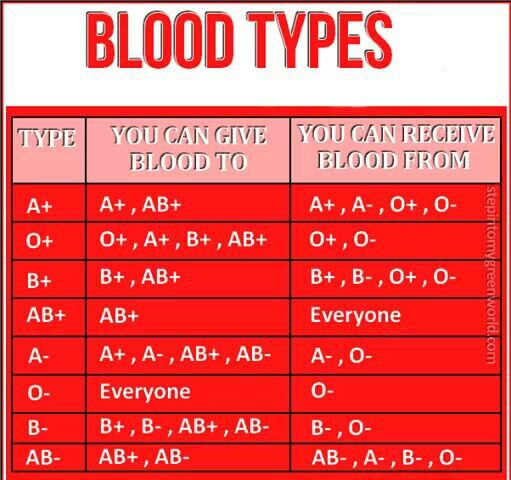 BLOOD TYPES
TYPE YOU CAN GIVE BLOOD TO YOU CAN RECEIVE BLOOD FROM
A+ A+ , AB+ A+ , A- , O+ , O-
O+ O+ , A+ , B+ , AB+ O+ , O-
B+ B+ , AB+ B+ , B- , O+ , O-
AB+ AB+ Everyone
A- A+ , A- , AB+ , AB- A- , O-
O- Everyone O-
B- B+ , B- , AB+ , AB- B- , O-
AB- AB+ , AB- AB- , A- , B- , O-
stepintomygreenworld.com